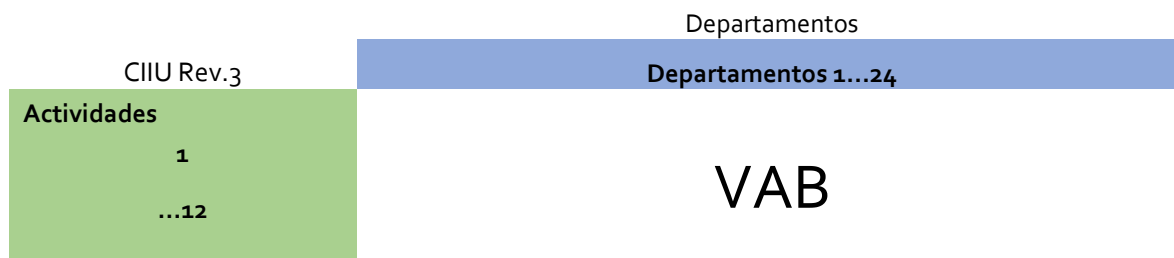 Departamentos
CIIU Rev.3
Departamentos 1...24
Actividades
1
...12
VAB